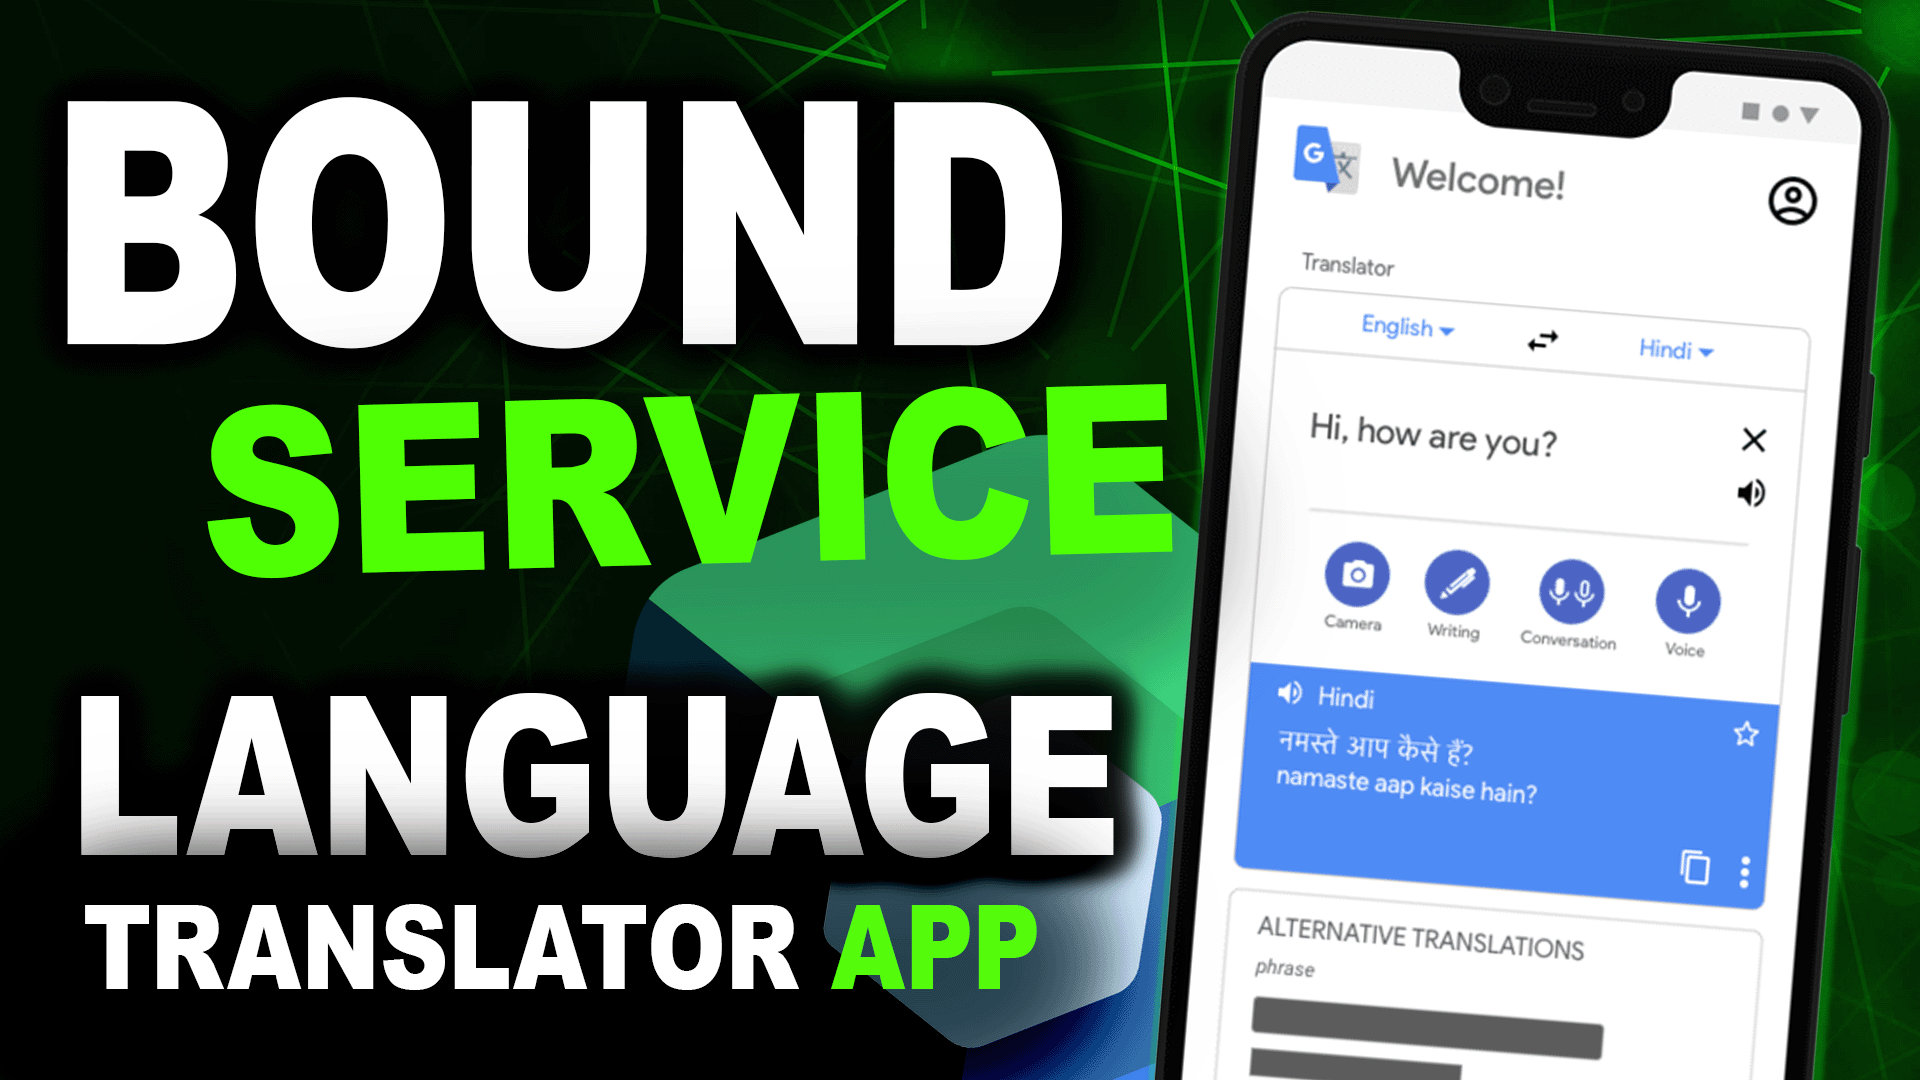 BOUND
SERVICE
LANGUAGE
TRANSLATOR APP
G 文
Welcome!
Translator
English Hindi
Hi, how are you?
Camera Writing Conversation Voice
Hindi
नमस्ते आप कैसे हैं?
namaste aap kaise hain?
ALTERNATIVE TRANSLATIONS
phrase